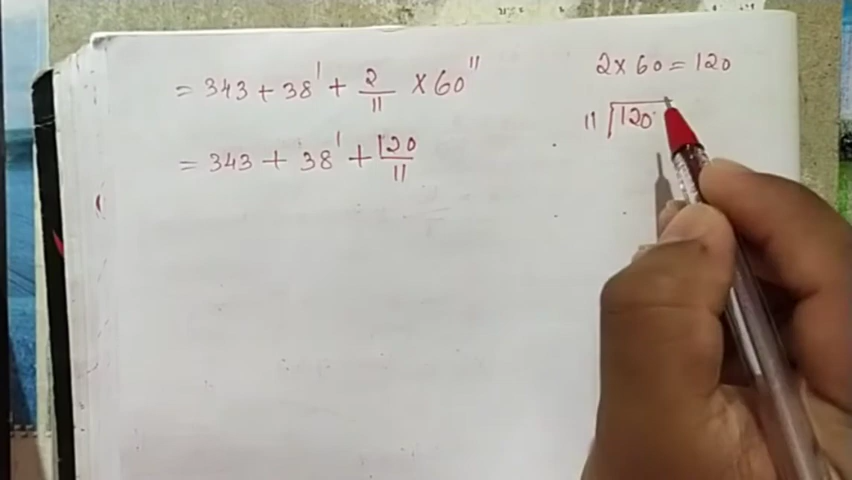 = 343 + 38' + 2/11 × 60''
= 343 + 38' + 120/11
2 × 60 = 120
11 | 120